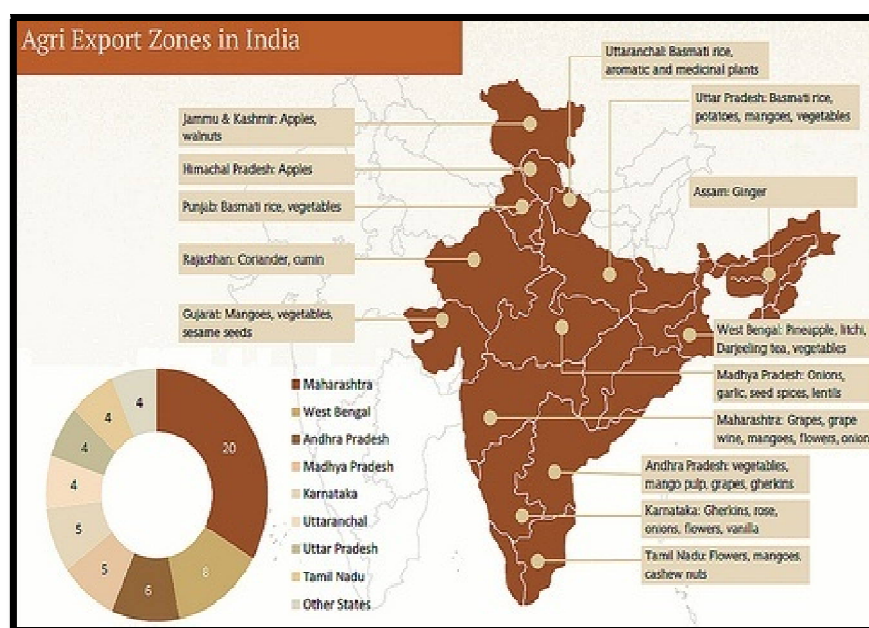 Agri Export Zones in India
Uttaranchal: Basmati rice,
aromatic and medicinal plants
Uttar Pradesh: Basmati rice,
potatoes, mangoes, vegetables
Jammu & Kashmir: Apples,
walnuts
Himachal Pradesh: Apples
Punjab: Basmati rice, vegetables
Assam: Ginger
Rajasthan: Coriander, cumin
Gujarat: Mangoes, vegetables,
sesame seeds
West Bengal: Pineapple, litchi,
Darjeeling tea, vegetables
Madhya Pradesh: Onions,
garlic, seed spices, lentils
Maharashtra: Grapes, grape
wine, mangoes, flowers, onion
Andhra Pradesh: vegetables,
mango pulp, grapes, gherkins
Karnataka: Gherkins, rose,
onions, flowers, vanilla
Tamil Nadu: Flowers, mangoes,
cashew nuts
20
8
6
5
5
4
4
4
4
Maharashtra
West Bengal
Andhra Pradesh
Madhya Pradesh
Karnataka
Uttaranchal
Uttar Pradesh
Tamil Nadu
Other States